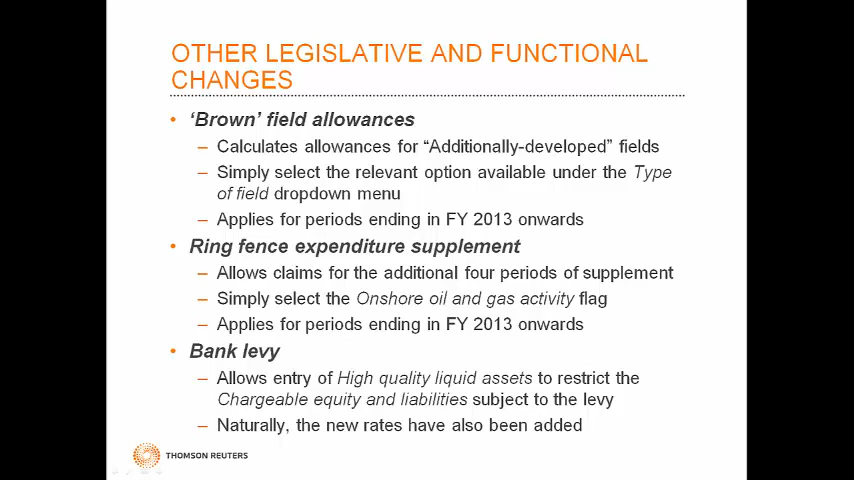 OTHER LEGISLATIVE AND FUNCTIONAL
CHANGES
• ‘Brown’ field allowances
– Calculates allowances for “Additionally-developed” fields
– Simply select the relevant option available under the Type
of field dropdown menu
– Applies for periods ending in FY 2013 onwards
• Ring fence expenditure supplement
– Allows claims for the additional four periods of supplement
– Simply select the Onshore oil and gas activity flag
– Applies for periods ending in FY 2013 onwards
• Bank levy
– Allows entry of High quality liquid assets to restrict the
Chargeable equity and liabilities subject to the levy
– Naturally, the new rates have also been added
THOMSON REUTERS